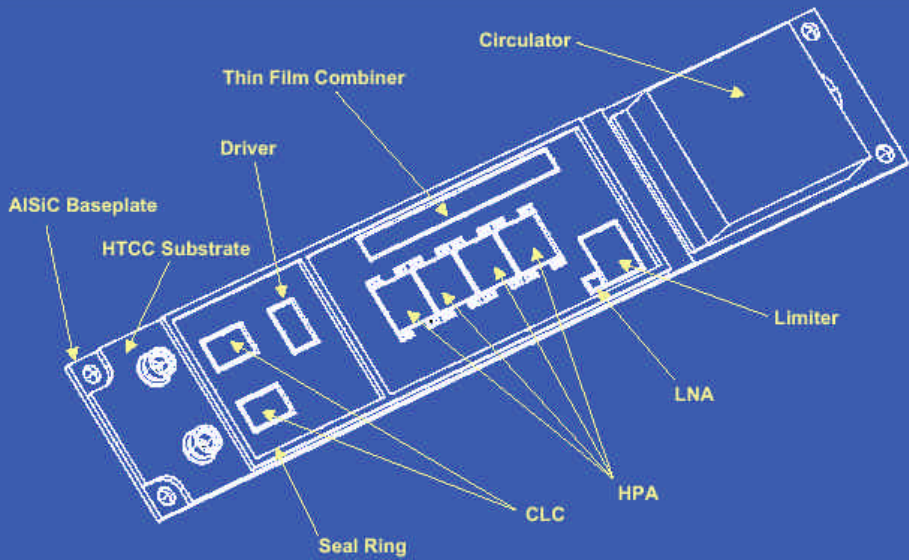 Circulator
Thin Film Combiner
Driver
AlSiC Baseplate
HTCC Substrate
Limiter
LNA
HPA
CLC
Seal Ring